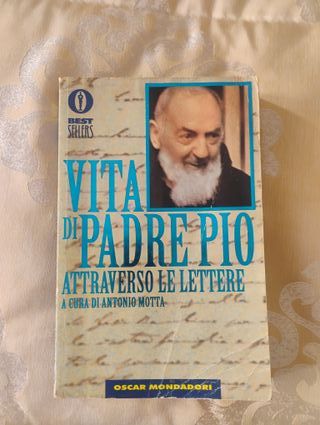 BEST
SELLERS
VITA
DI PADRE PIO
ATTRAVERSO LE LETTERE
A CURA DI ANTONIO MOTTA
OSCAR MONDADORI